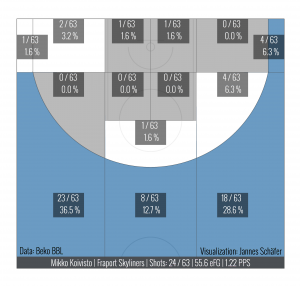 2 / 63
3.2 %
1 / 63
1.6 %
1 / 63
1.6 %
0 / 63
0.0 %
1 / 63
1.6 %
4 / 63
6.3 %
0 / 63
0.0 %
0 / 63
0.0 %
0 / 63
0.0 %
4 / 63
6.3 %
1 / 63
1.6 %
23 / 63
36.5 %
8 / 63
12.7 %
18 / 63
28.6 %
Data: Beko BBL
Visualization: Jannes Schäfer
Mikko Koivisto | Fraport Skyliners | Shots: 24 / 63 | 55.6 eFG | 1.22 PPS